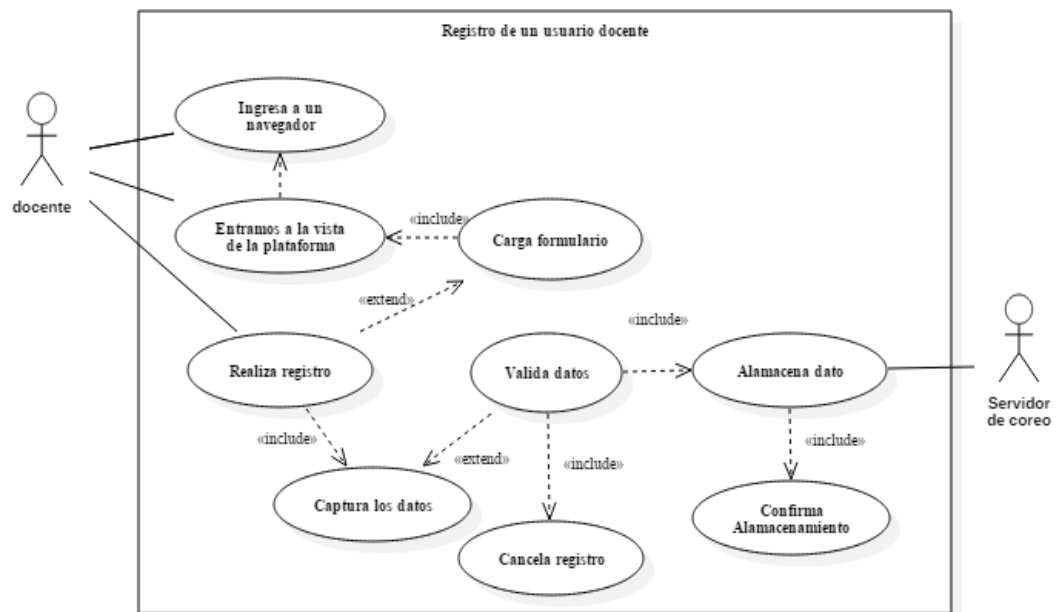 Registro de un usuario docente
Ingresa a un
navegador
docente
Entramos a la vista
de la plataforma
«include»
Carga formulario
«extend»
«include»
Realiza registro
Valida datos
Alamacena dato
Servidor
de coreo
«include»
«extend»
«include»
«include»
Captura los datos
Cancela registro
Confirma
Alamacenamiento